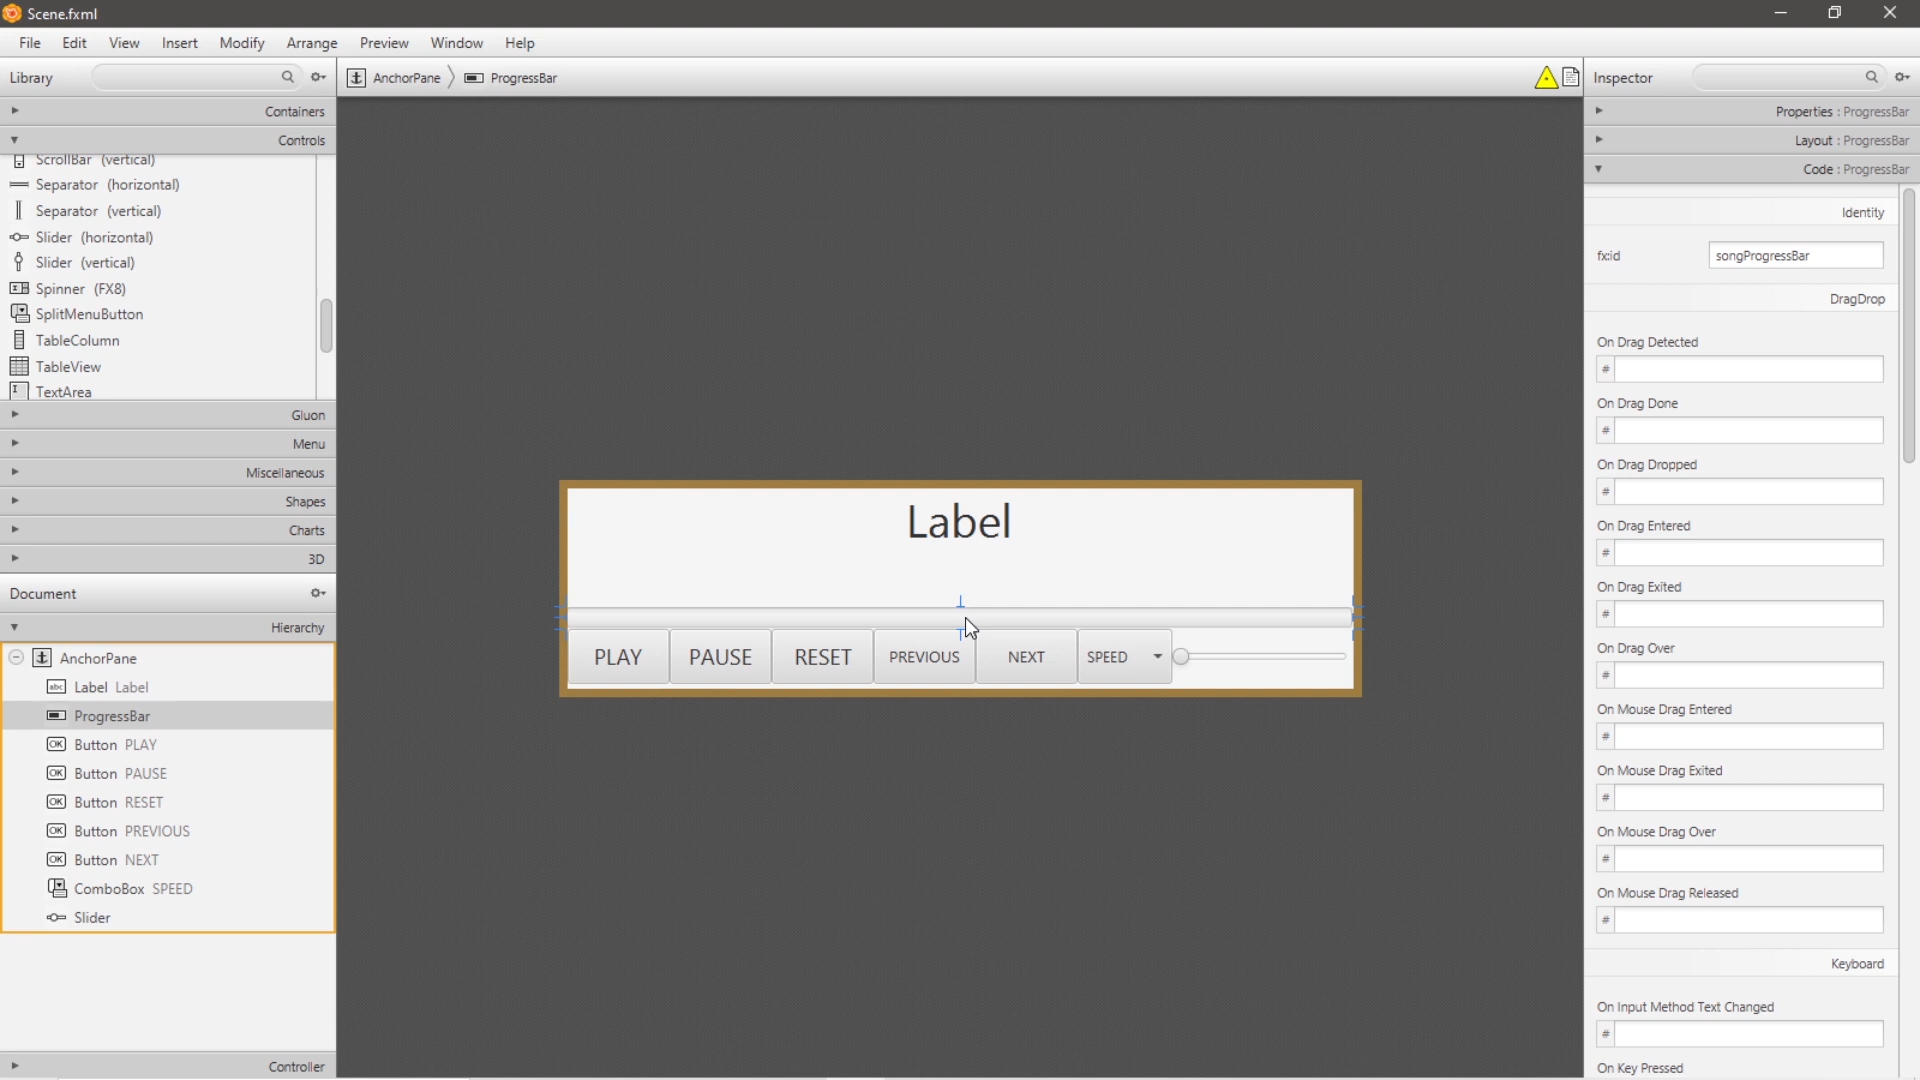 Scene.fxml
File Edit View Insert Modify Arrange Preview Window Help
Library
Containers
Controls
ScrollBar (vertical)
Separator (horizontal)
Separator (vertical)
Slider (horizontal)
Slider (vertical)
Spinner (FX8)
SplitMenuButton
TableColumn
TableView
TextArea
Gluon
Menu
Miscellaneous
Shapes
Charts
3D
Document
Hierarchy
AnchorPane
abc Label Label
ProgressBar
OK Button PLAY
OK Button PAUSE
OK Button RESET
OK Button PREVIOUS
OK Button NEXT
ComboBox SPEED
Slider
Controller
AnchorPane ProgressBar
Label
PLAY PAUSE RESET PREVIOUS NEXT SPEED
Inspector
Properties : ProgressBar
Layout : ProgressBar
Code : ProgressBar
Identity
fx:id songProgressBar
DragDrop
On Drag Detected
#
On Drag Done
#
On Drag Dropped
#
On Drag Entered
#
On Drag Exited
#
On Drag Over
#
On Mouse Drag Entered
#
On Mouse Drag Exited
#
On Mouse Drag Over
#
On Mouse Drag Released
#
Keyboard
On Input Method Text Changed
#
On Key Pressed